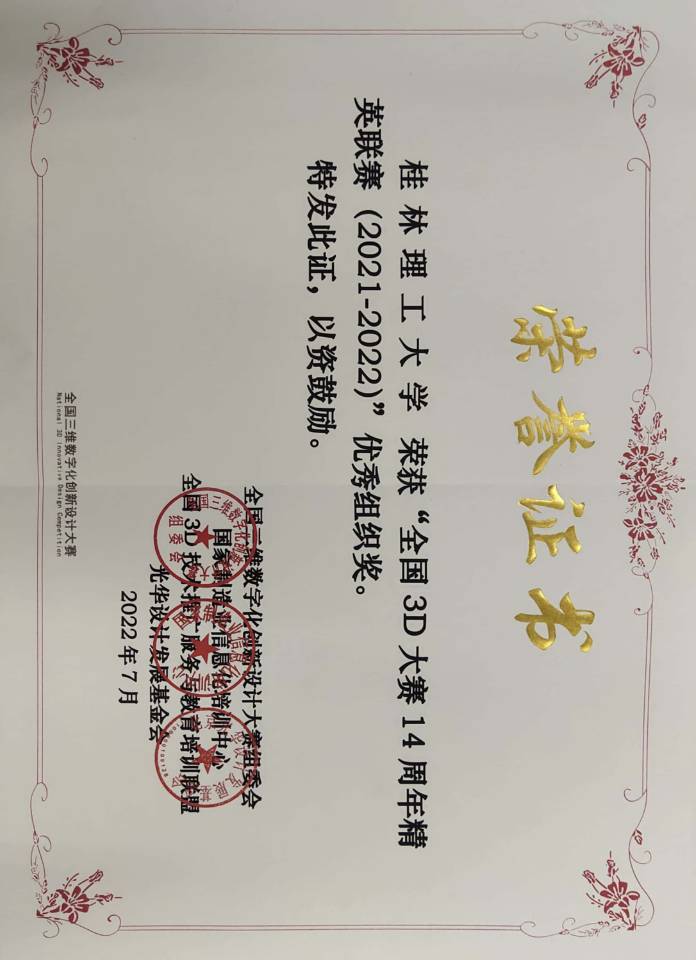 荣誉证书
桂林理工大学 荣获“全国3D大赛14周年精
英联赛（2021-2022）”优秀组织奖。
特发此证，以资鼓励。
全国三维数字化创新设计大赛组委会
国家制造业信息化培训中心
全国3D技术推广服务与教育培训联盟
光华设计发展基金会
2022年7月
全国三维数字化创新设计大赛
National 3D Innovative Design Competition